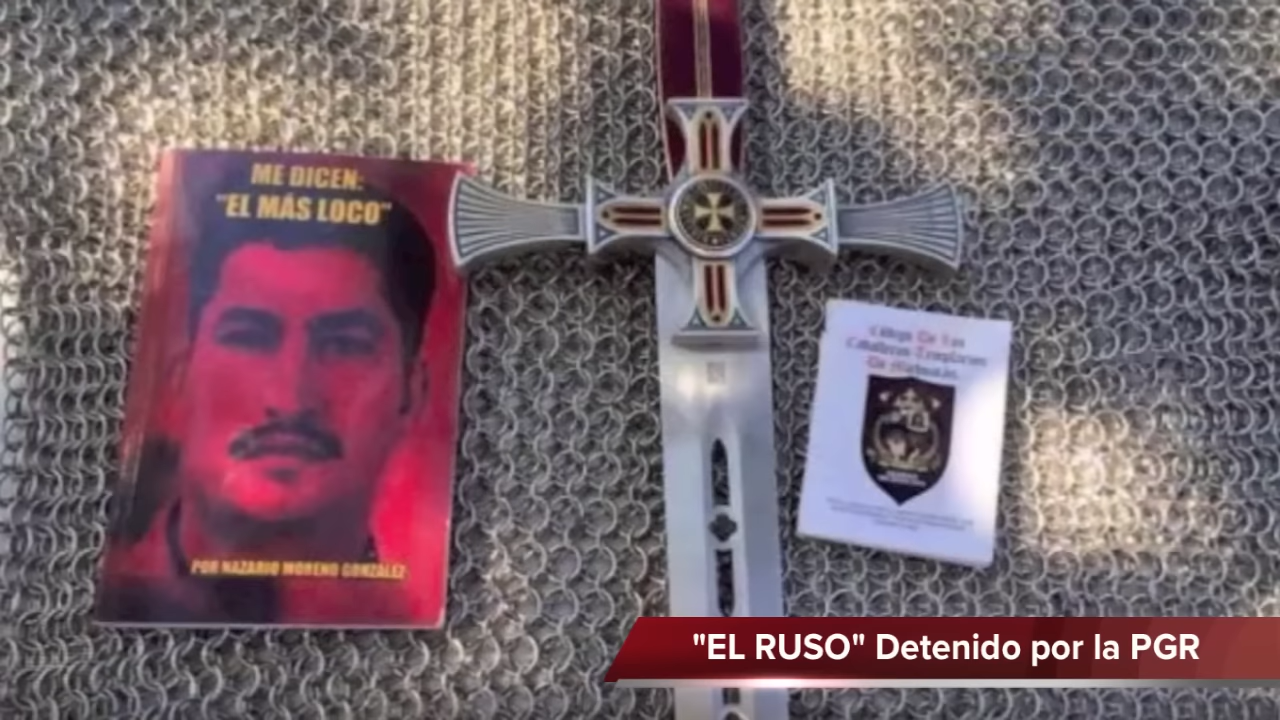 ME DICEN:
"EL MÁS LOCO"
POR NAZARIO MORENO GONZÁLEZ
Código De Los
Caballeros Templarios
De Michoacán
"EL RUSO" Detenido por la PGR